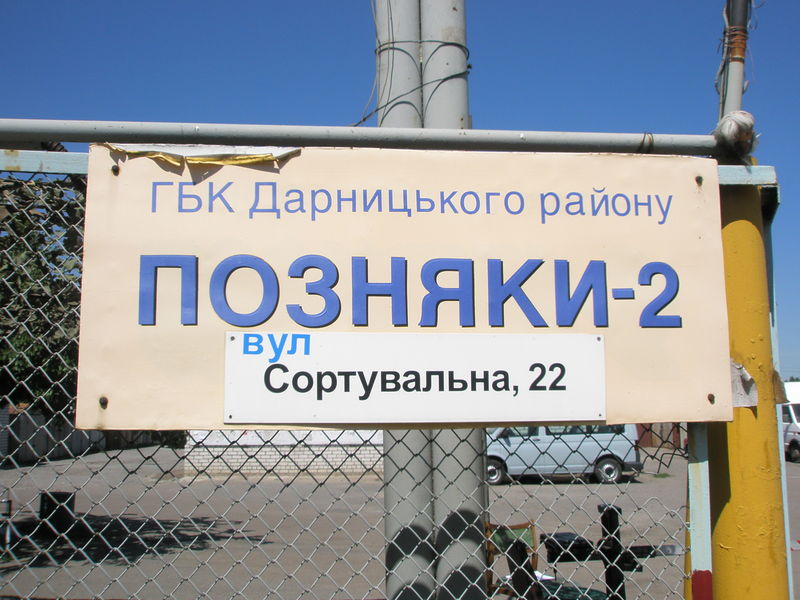 ГБК Дарницького району
ПОЗНЯКИ-2
вул
Сортувальна, 22